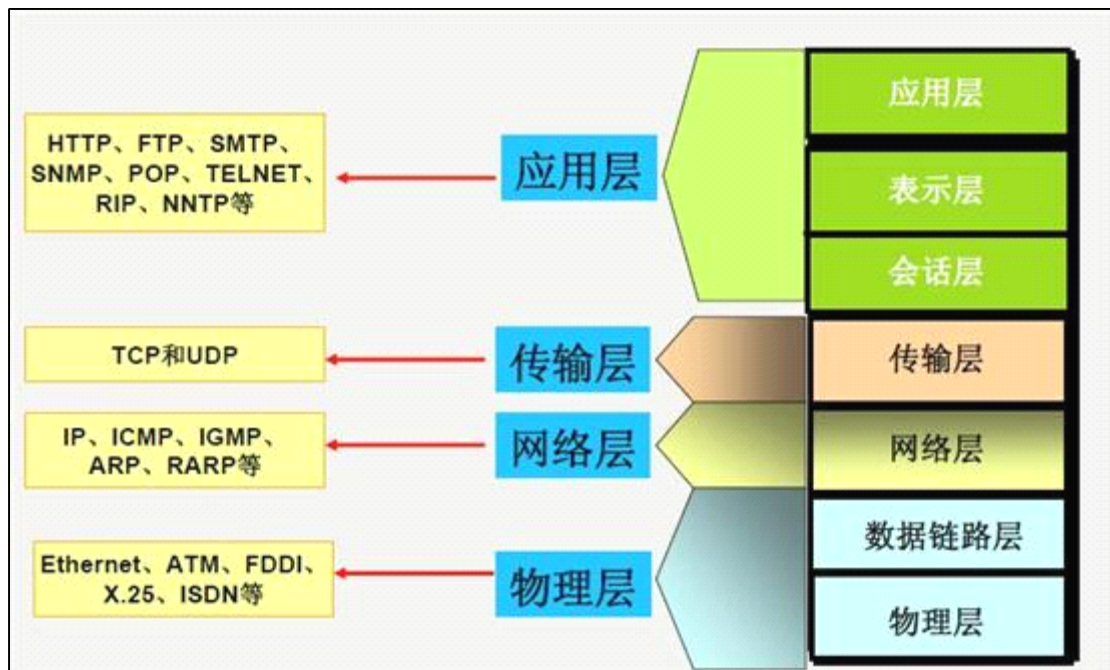 应用层
表示层
会话层
传输层
网络层
数据链路层
物理层
应用层
传输层
网络层
物理层
HTTP、FTP、SMTP、
SNMP、POP、TELNET、
RIP、NNTP等
TCP和UDP
IP、ICMP、IGMP、
ARP、RARP等
Ethernet、ATM、FDDI、
X.25、ISDN等